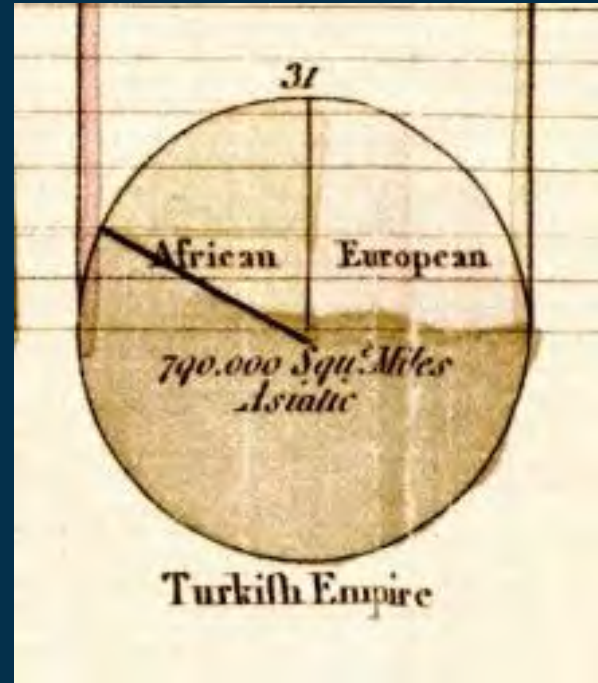 31
African European
790.000 Squ.ͤ Miles
Asiatic
Turkiſh Empire